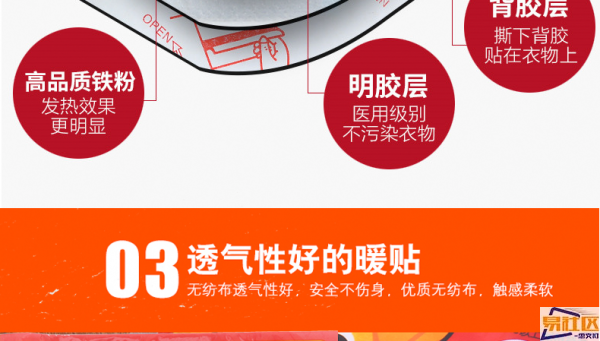 背胶层
撕下背胶
贴在衣物上
OPEN
高品质铁粉
发热效果
更明显
明胶层
医用级别
不污染衣物
03
透气性好的暖贴
无纺布透气性好，安全不伤身，优质无纺布，触感柔软
易社区